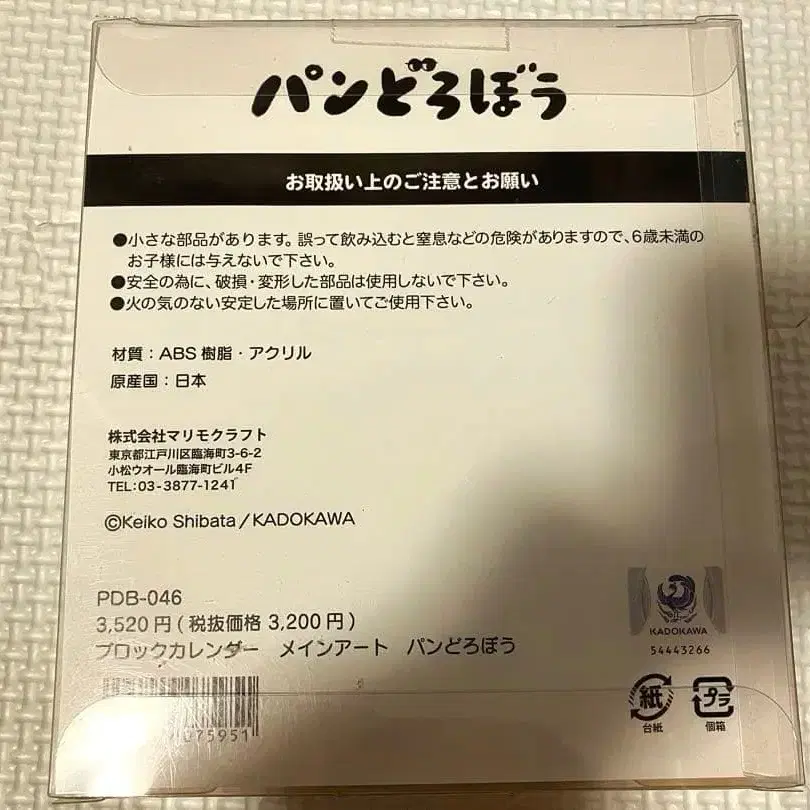 パンどろぼう
お取扱い上のご注意とお願い
●小さな部品があります。誤って飲み込むと窒息などの危険がありますので、6歳未満の
お子様には与えないで下さい。
●安全の為に、破損・変形した部品は使用しないで下さい。
●火の気のない安定した場所に置いてご使用下さい。
材質：ABS樹脂・アクリル
原産国：日本
株式会社マリモクラフト
東京都江戸川区臨海町3-6-2
小松ウオール臨海町ビル4F
TEL:03-3877-1241
©Keiko Shibata/KADOKAWA
PDB-046
3,520円(税抜価格 3,200円)
ブロックカレンダー メインアート パンどろぼう
075951
KADOKAWA
54443266
紙
台紙
プラ
個箱